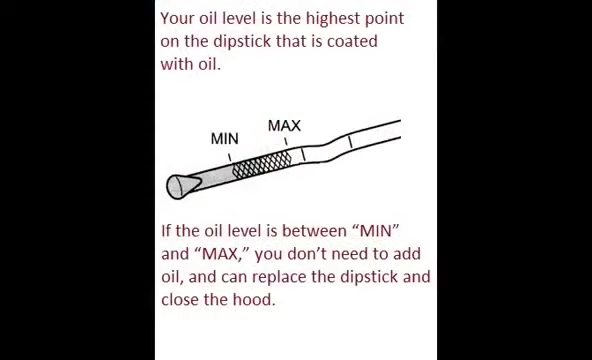 Your oil level is the highest point
on the dipstick that is coated
with oil.
MIN MAX
If the oil level is between “MIN”
and “MAX,” you don’t need to add
oil, and can replace the dipstick and
close the hood.